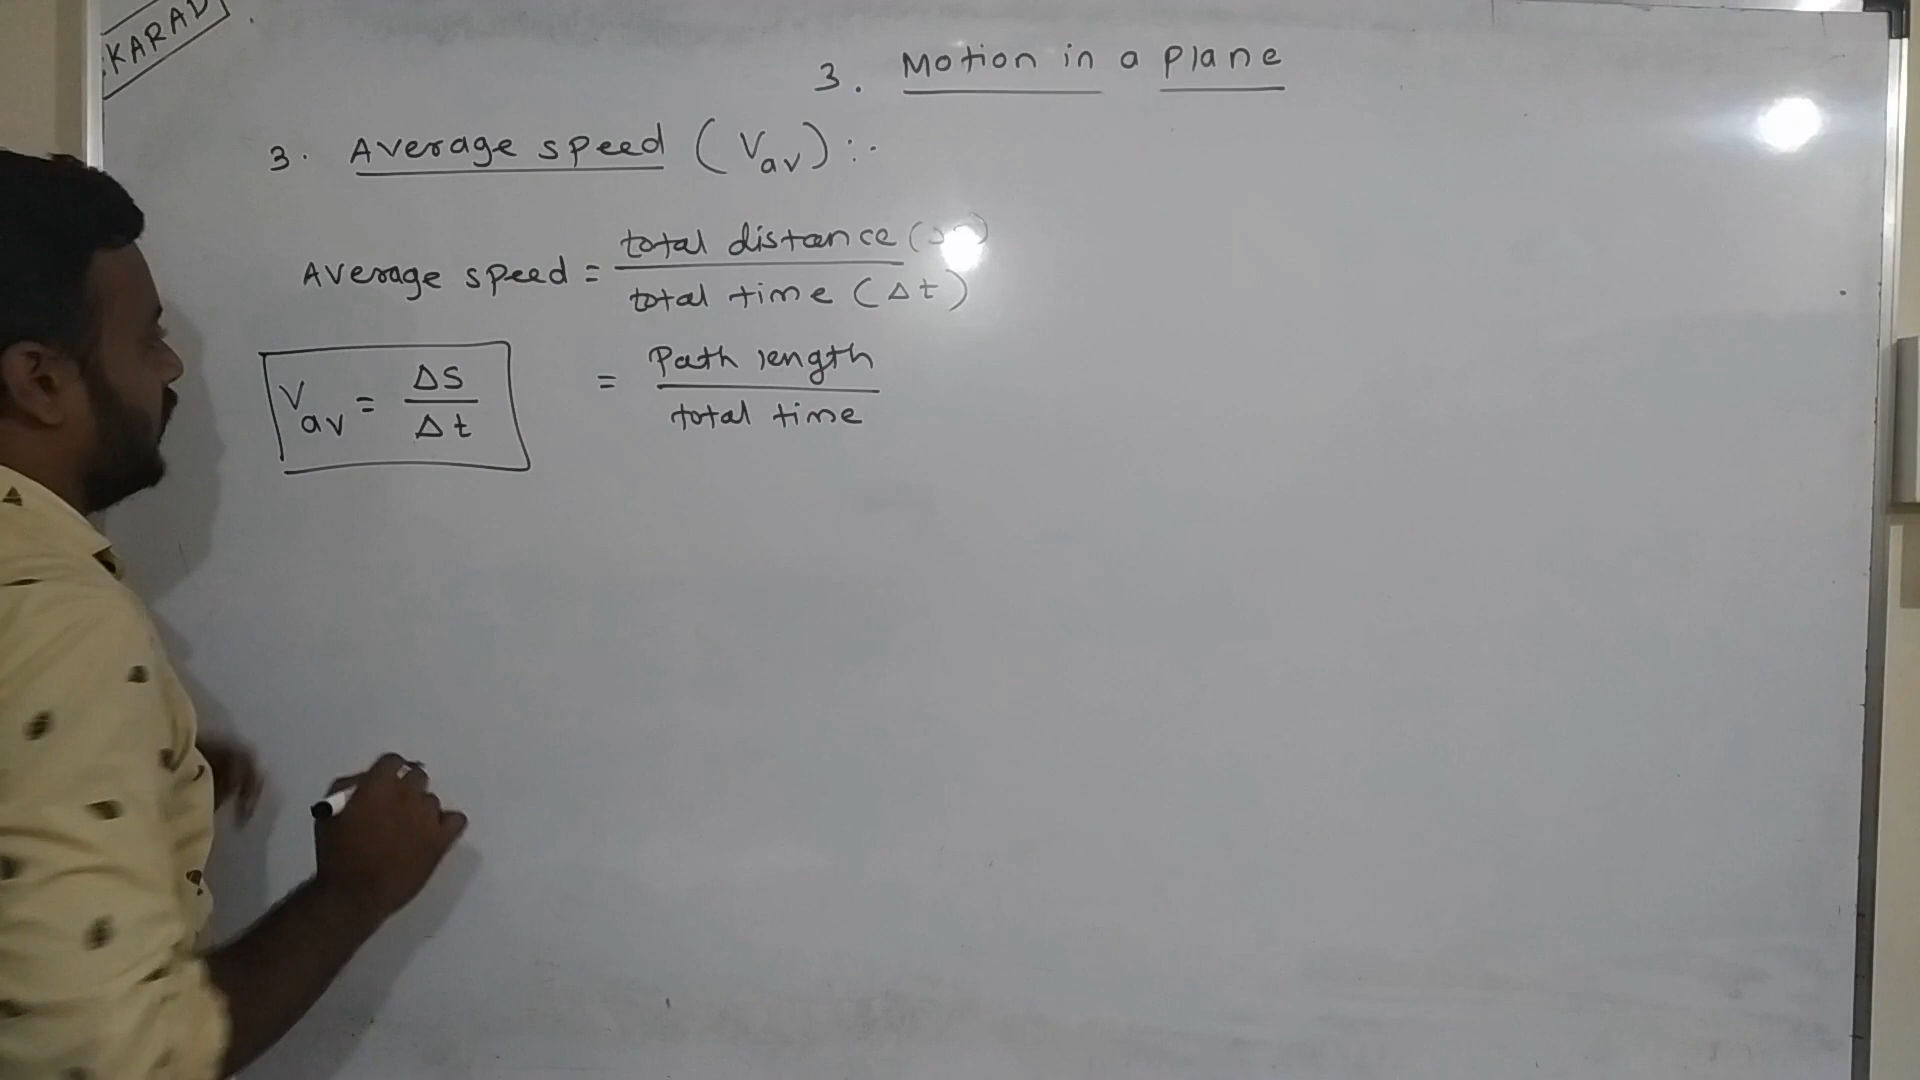 KARAD
3. Motion in a plane
3. Average speed (Vav) :-
Average speed = total distance / total time (Δt)
Vav = ΔS / Δt
= Path length / total time